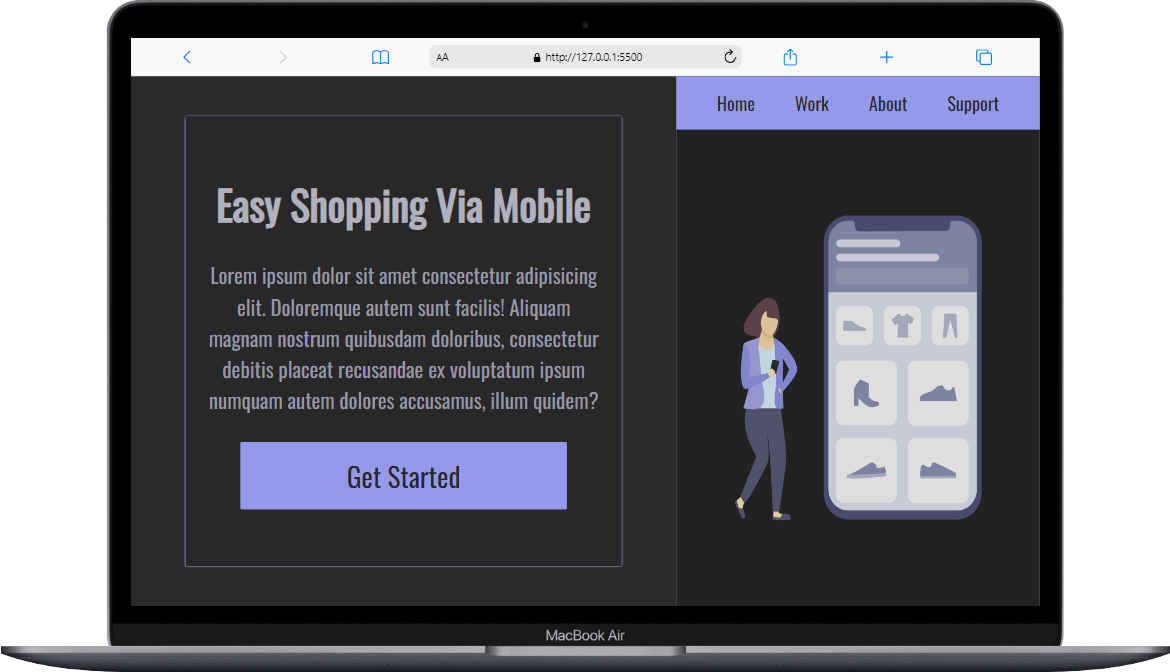 AA http://127.0.0.1:5500
Home Work About Support
Easy Shopping Via Mobile
Lorem ipsum dolor sit amet consectetur adipisicing
elit. Doloremque autem sunt facilis! Aliquam
magnam nostrum quibusdam doloribus, consectetur
debitis placeat recusandae ex voluptatum ipsum
numquam autem dolores accusamus, illum quidem?
Get Started
MacBook Air